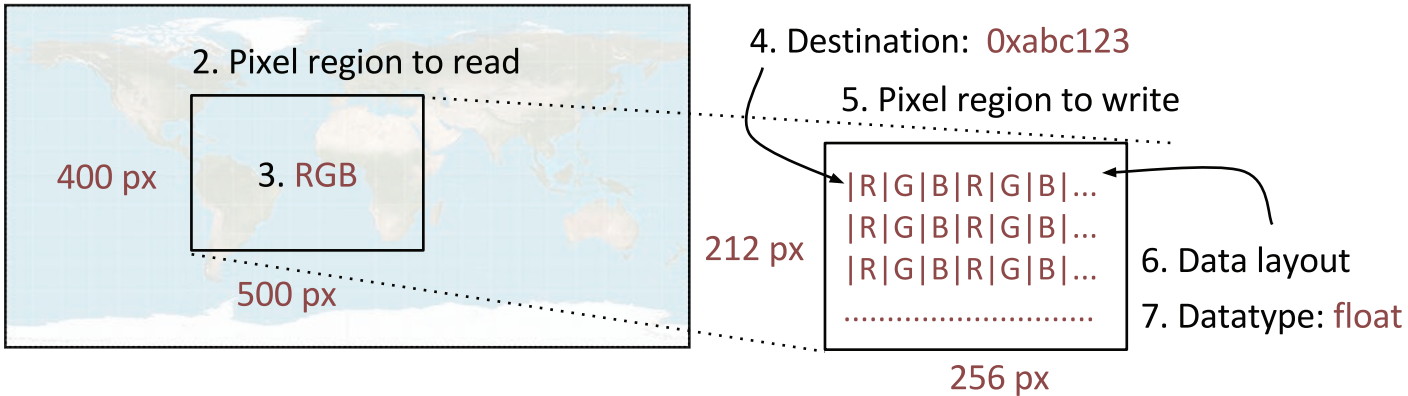 2. Pixel region to read
3. RGB
400 px
500 px
4. Destination: 0xabc123
5. Pixel region to write
|R|G|B|R|G|B|...
|R|G|B|R|G|B|...
|R|G|B|R|G|B|...
............................
212 px
256 px
6. Data layout
7. Datatype: float